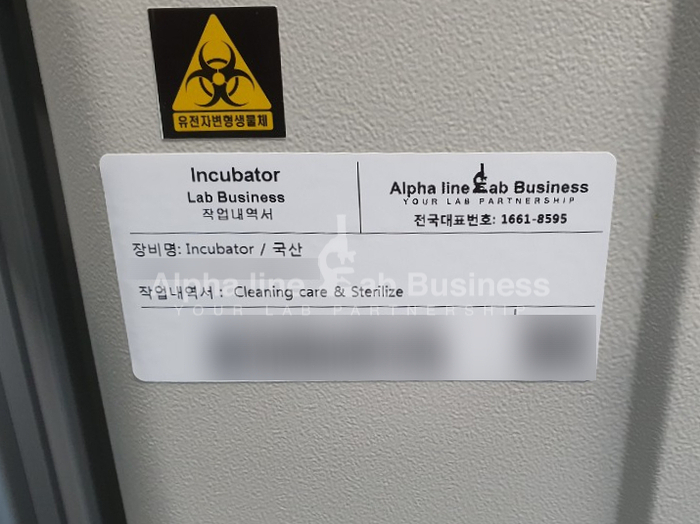 유전자변형생물체
Incubator
Lab Business
작업내역서
Alpha line Lab Business
YOUR LAB PARTNERSHIP
전국대표번호: 1661-8595
장비명: Incubator / 국산
Alpha line Lab Business
작업내역서 : Cleaning care & Sterilize
YOUR LAB PARTNERSHIP